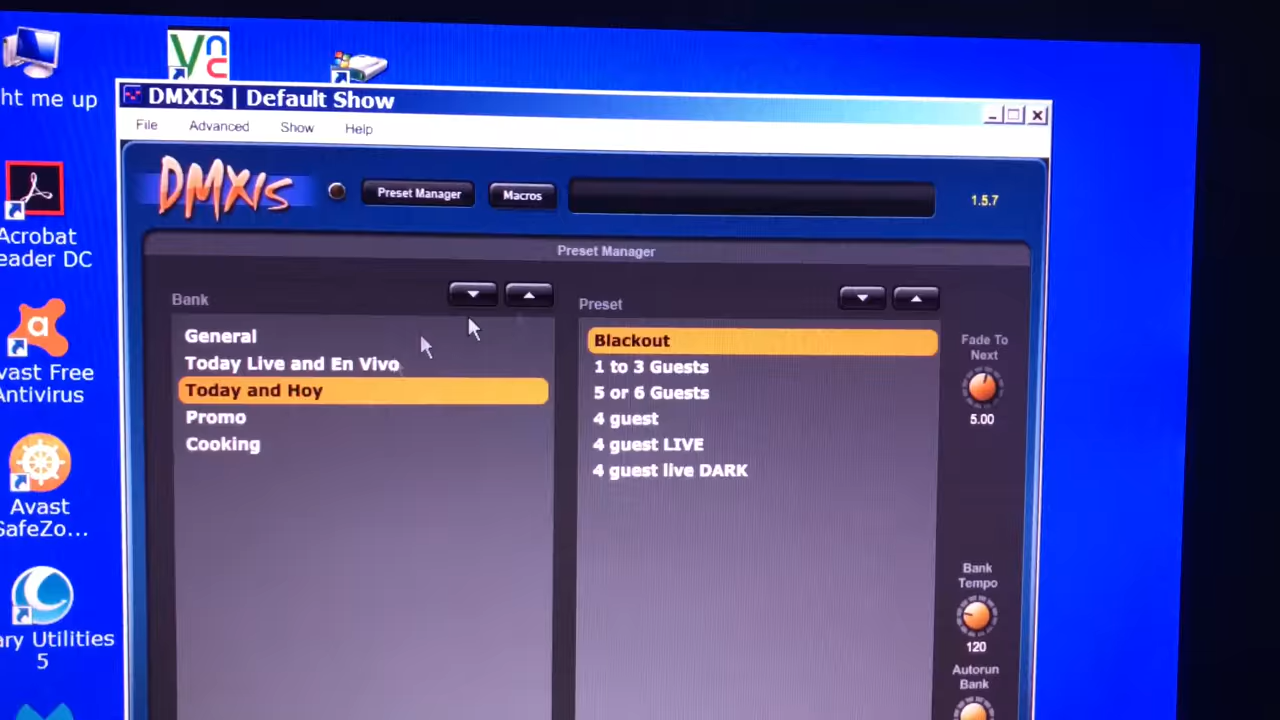 Vnc
ht me up
DMXIS | Default Show
File Advanced Show Help
DMXIS
Preset Manager
Macros
1.5.7
Preset Manager
Bank
Preset
General
Today Live and En Vivo
Today and Hoy
Promo
Cooking
Blackout
1 to 3 Guests
5 or 6 Guests
4 guest
4 guest LIVE
4 guest live DARK
Fade To
Next
5.00
Bank
Tempo
120
Autorun
Bank
Acrobat
eader DC
vast Free
Antivirus
Avast
SafeZo...
ary Utilities
5